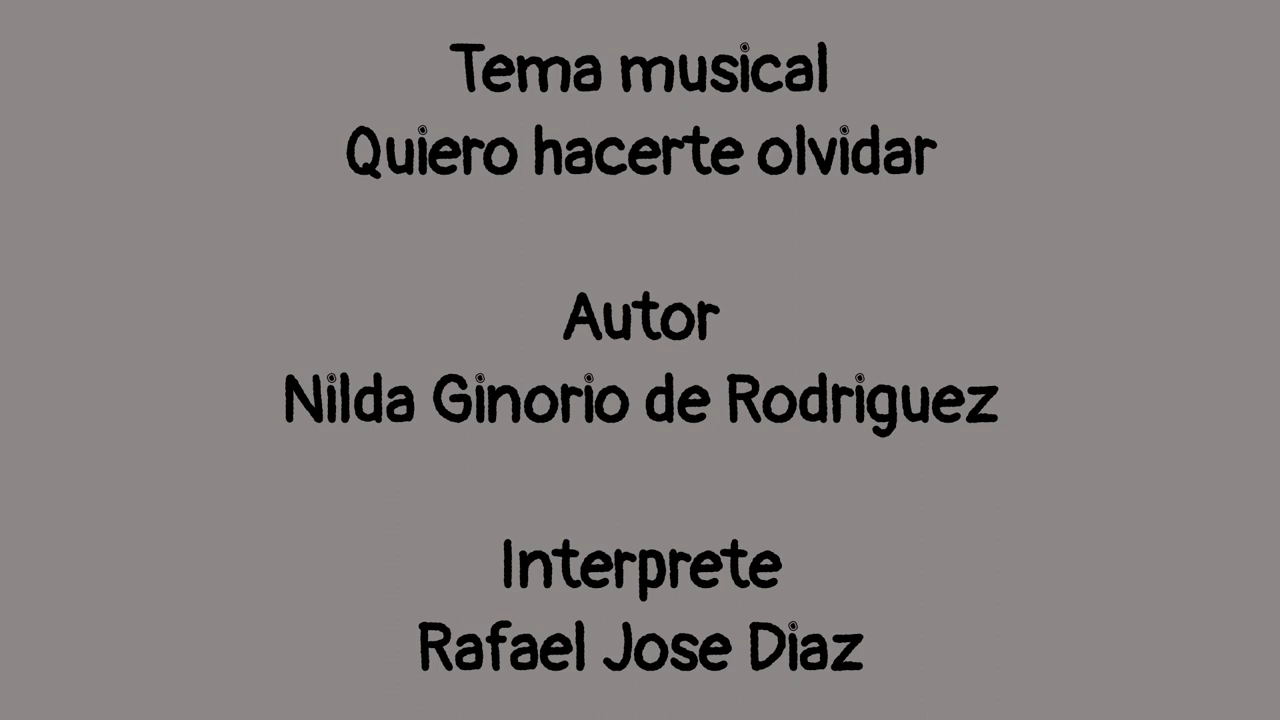 Tema musical
Quiero hacerte olvidar
Autor
Nilda Ginorio de Rodriguez
Interprete
Rafael Jose Diaz